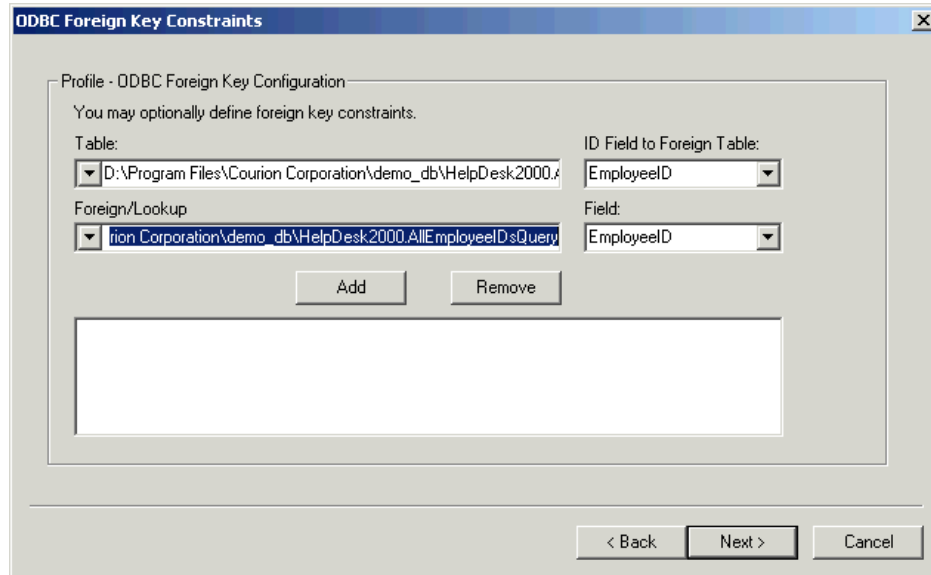 ODBC Foreign Key Constraints
Profile - ODBC Foreign Key Configuration
You may optionally define foreign key constraints.
Table: ID Field to Foreign Table:
D:\Program Files\Courion Corporation\demo_db\HelpDesk2000.A EmployeeID
Foreign/Lookup Field:
rion Corporation\demo_db\HelpDesk2000.AllEmployeeIDsQuery EmployeeID
Add Remove
< Back Next > Cancel